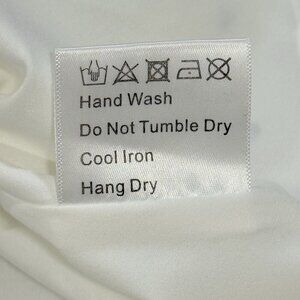 Hand Wash
Do Not Tumble Dry
Cool Iron
Hang Dry